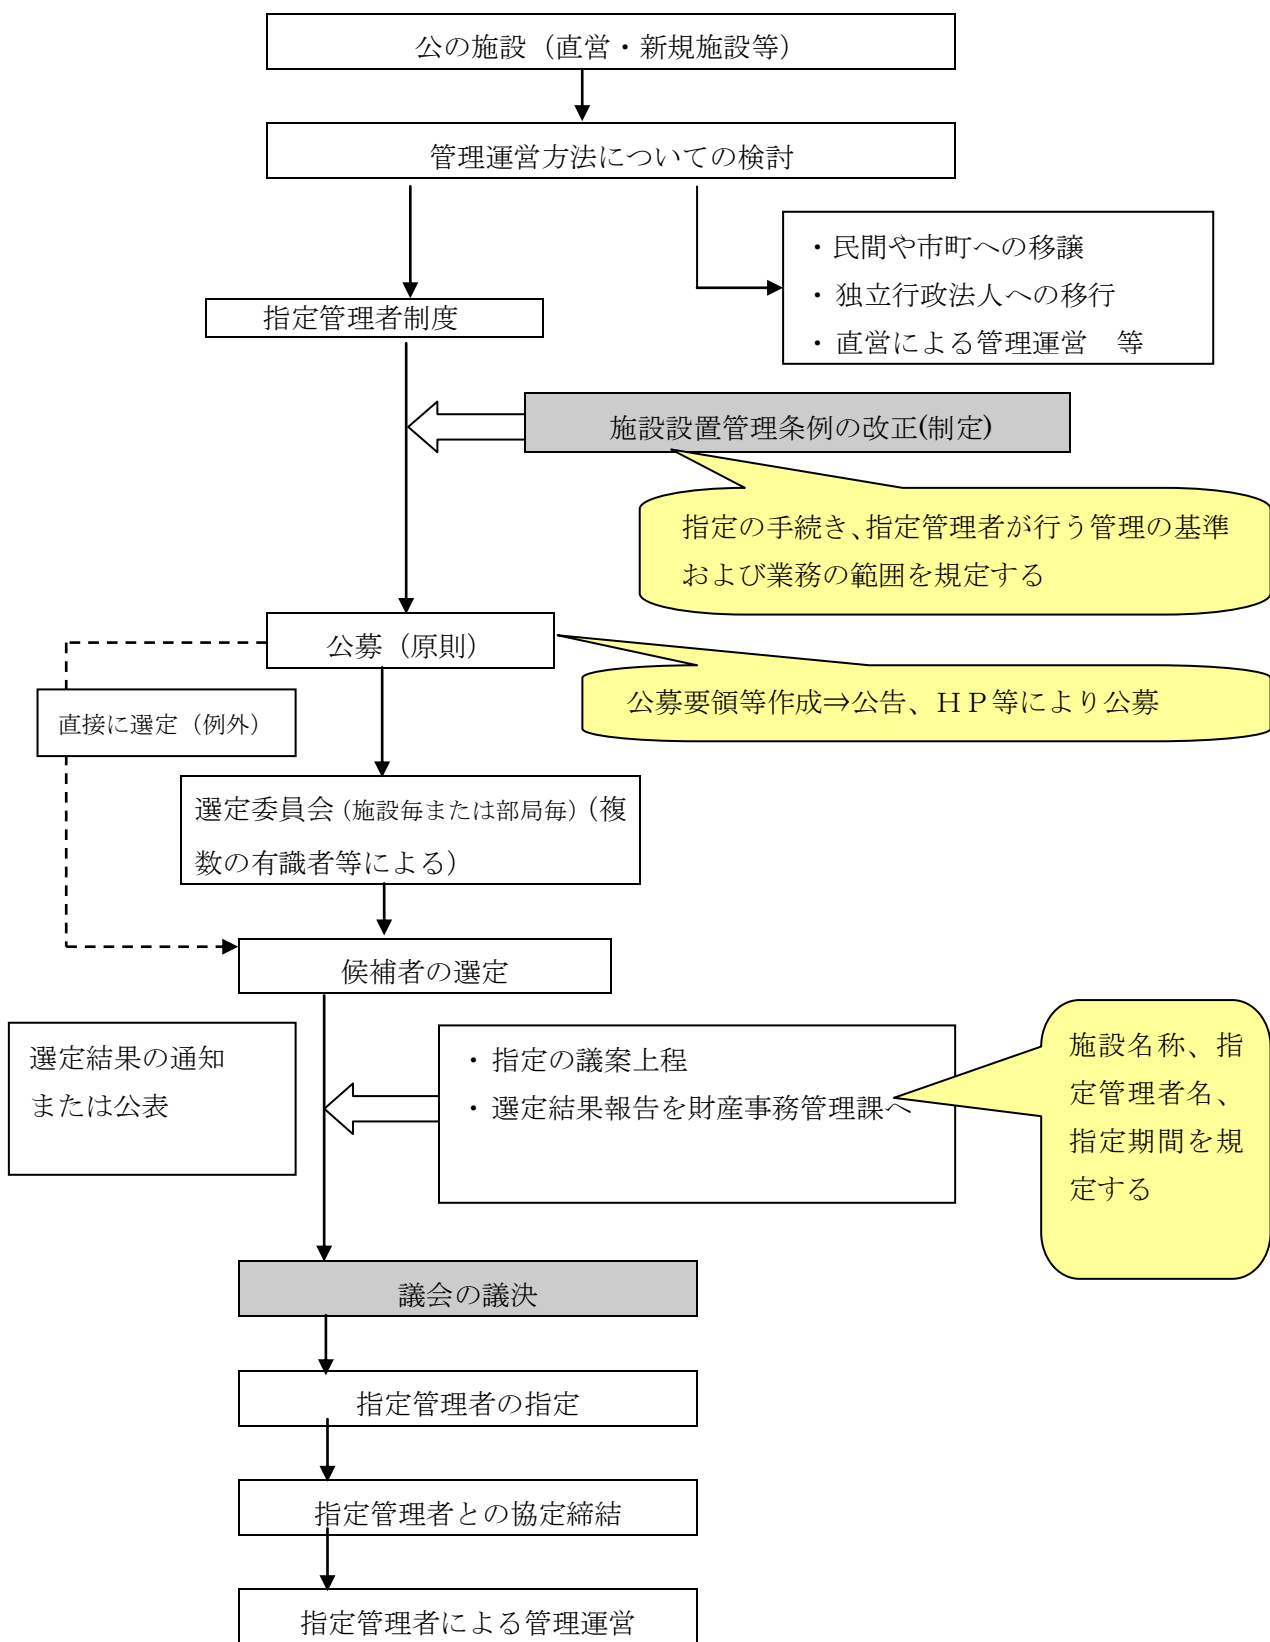 公の施設（直営・新規施設等）
管理運営方法についての検討
・民間や市町への移譲
・独立行政法人への移行
・直営による管理運営　等
指定管理者制度
施設設置管理条例の改正(制定)
指定の手続き、指定管理者が行う管理の基準
および業務の範囲を規定する
公募（原則）
公募要領等作成⇒公告、ＨＰ等により公募
直接に選定（例外）
選定委員会（施設毎または部局毎）（複
数の有識者等による）
候補者の選定
選定結果の通知
または公表
・指定の議案上程
・選定結果報告を財産事務管理課へ
施設名称、指
定管理者名、
指定期間を規
定する
議会の議決
指定管理者の指定
指定管理者との協定締結
指定管理者による管理運営